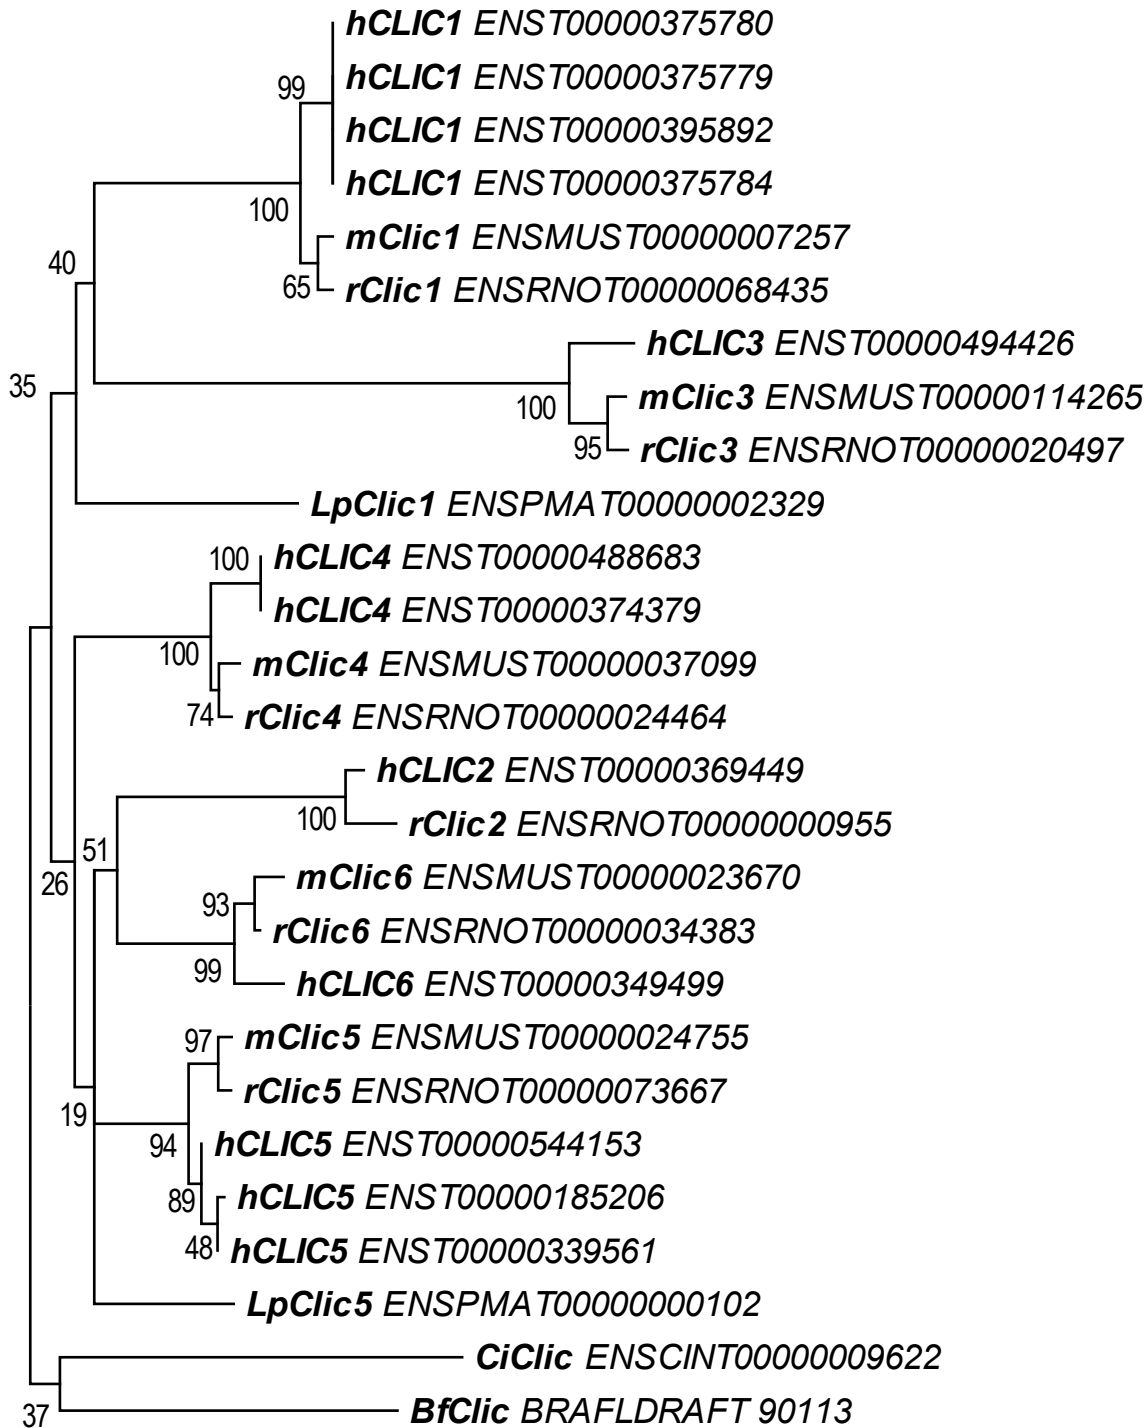 hCLIC1 ENST00000375780
hCLIC1 ENST00000375779
99
hCLIC1 ENST00000395892
hCLIC1 ENST00000375784
100
mClic1 ENSMUST00000007257
40
65
rClic1 ENSRNOT00000068435
hCLIC3 ENST00000494426
35
mClic3 ENSMUST00000114265
100
95
rClic3 ENSRNOT00000020497
LpClic1 ENSPMAT00000002329
100
hCLIC4 ENST00000488683
hCLIC4 ENST00000374379
100
mClic4 ENSMUST00000037099
74
rClic4 ENSRNOT00000024464
hCLIC2 ENST00000369449
100
rClic2 ENSRNOT00000000955
51
26
mClic6 ENSMUST00000023670
93
rClic6 ENSRNOT00000034383
99
hCLIC6 ENST00000349499
97
mClic5 ENSMUST00000024755
rClic5 ENSRNOT00000073667
19
94
hCLIC5 ENST00000544153
89
hCLIC5 ENST00000185206
48
hCLIC5 ENST00000339561
LpClic5 ENSPMAT00000000102
CiClic ENSCINT00000009622
37
BfClic BRAFLDRAFT 90113